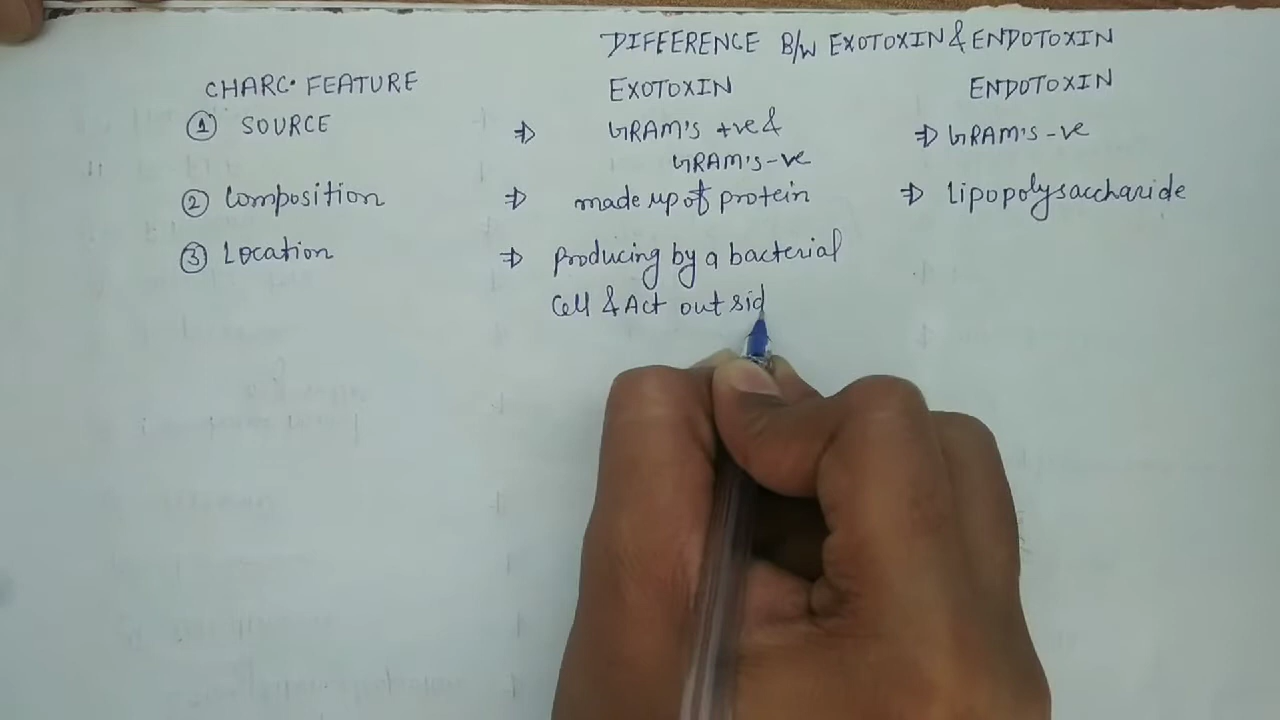 DIFFERENCE B/W EXOTOXIN & ENDOTOXIN
CHARC. FEATURE EXOTOXIN ENDOTOXIN
① SOURCE ⇒ GRAM'S +ve & ⇒ GRAM'S -ve
GRAM'S -ve
② Composition ⇒ made up of protein ⇒ Lipopolysaccharide
③ Location ⇒ Producing by a bacterial
Cell & Act out sid